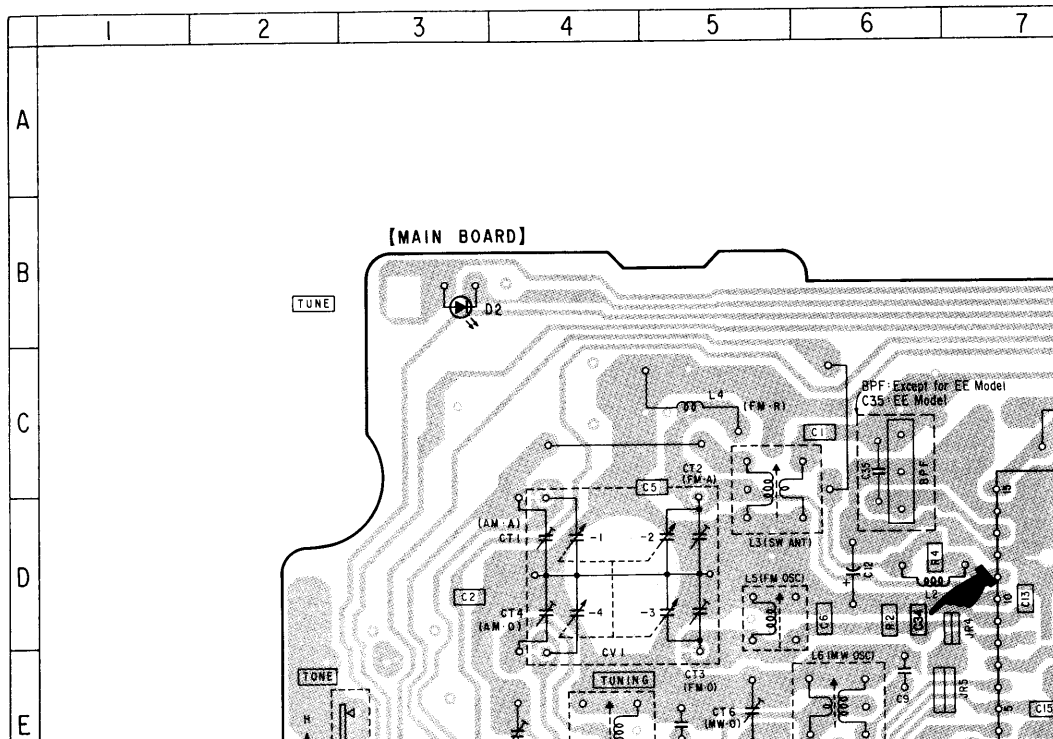 1 2 3 4 5 6 7
A
[MAIN BOARD]
B
TUNE
D2
BPF: Except for EE Model
C35: EE Model
L4
(FM·R)
C
C1
CT2
(FM·A)
C35
BPF
C5
15
(AM·A)
CT1
-1
-2
L3(SW ANT)
D
C12
+
R4
L5(FM OSC)
L2
C2
10
C13
CT4
(AM·O)
-4
-3
C6
R2
C34
JR4
CV1
L6(MW OSC)
TONE
TUNING
CT3
(FM·O)
C9
JR5
H
CT6
(MW·O)
5
C15
E